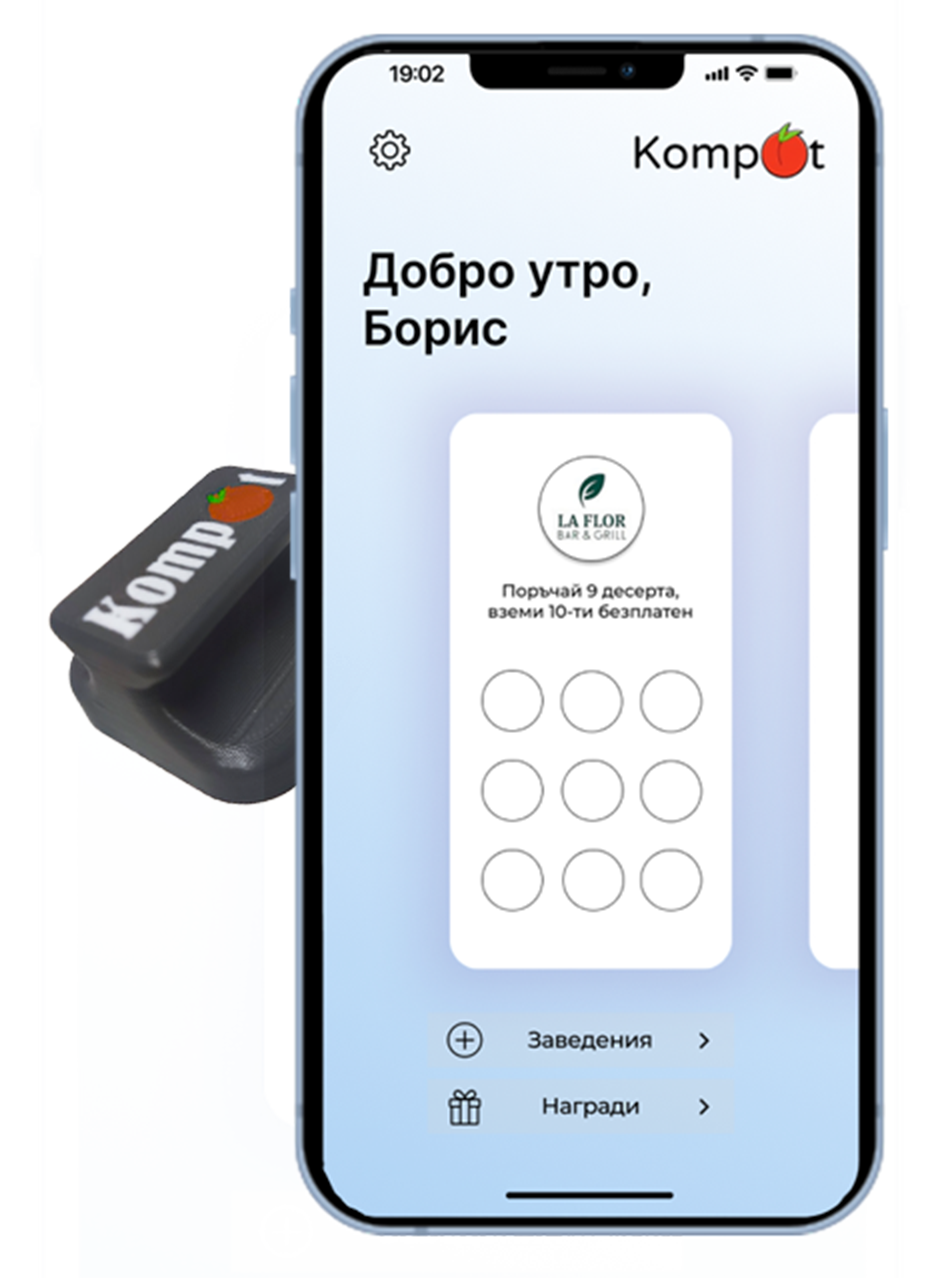 19:02
Kompot
Добро утро,
Борис
LA FLOR
BAR & GRILL
Поръчай 9 десерта,
вземи 10-ти безплатен
Kompot
Заведения
Награди